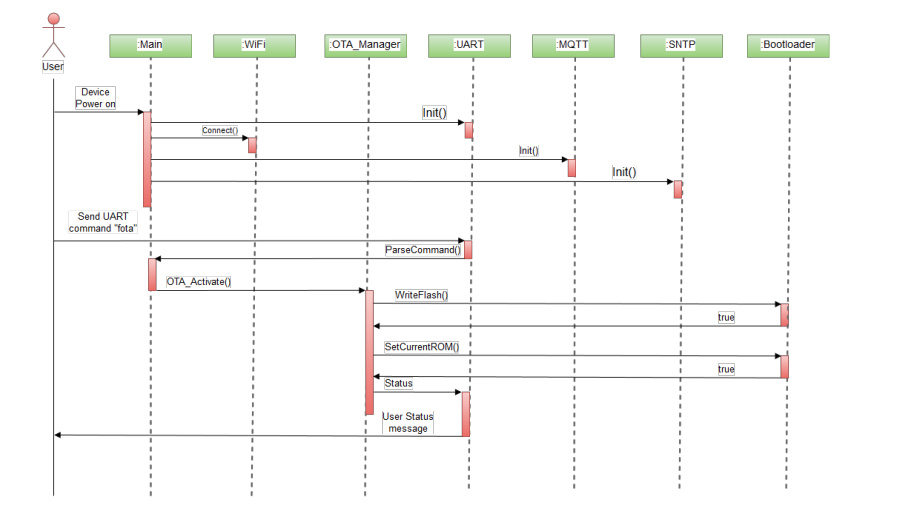 :Main
:WiFi
:OTA_Manager
:UART
:MQTT
:SNTP
:Bootloader
User
Device
Power on
Init()
Connect()
Init()
Init()
Send UART
command "fota"
ParseCommand()
OTA_Activate()
WriteFlash()
true
SetCurrentROM()
true
Status
User Status
message